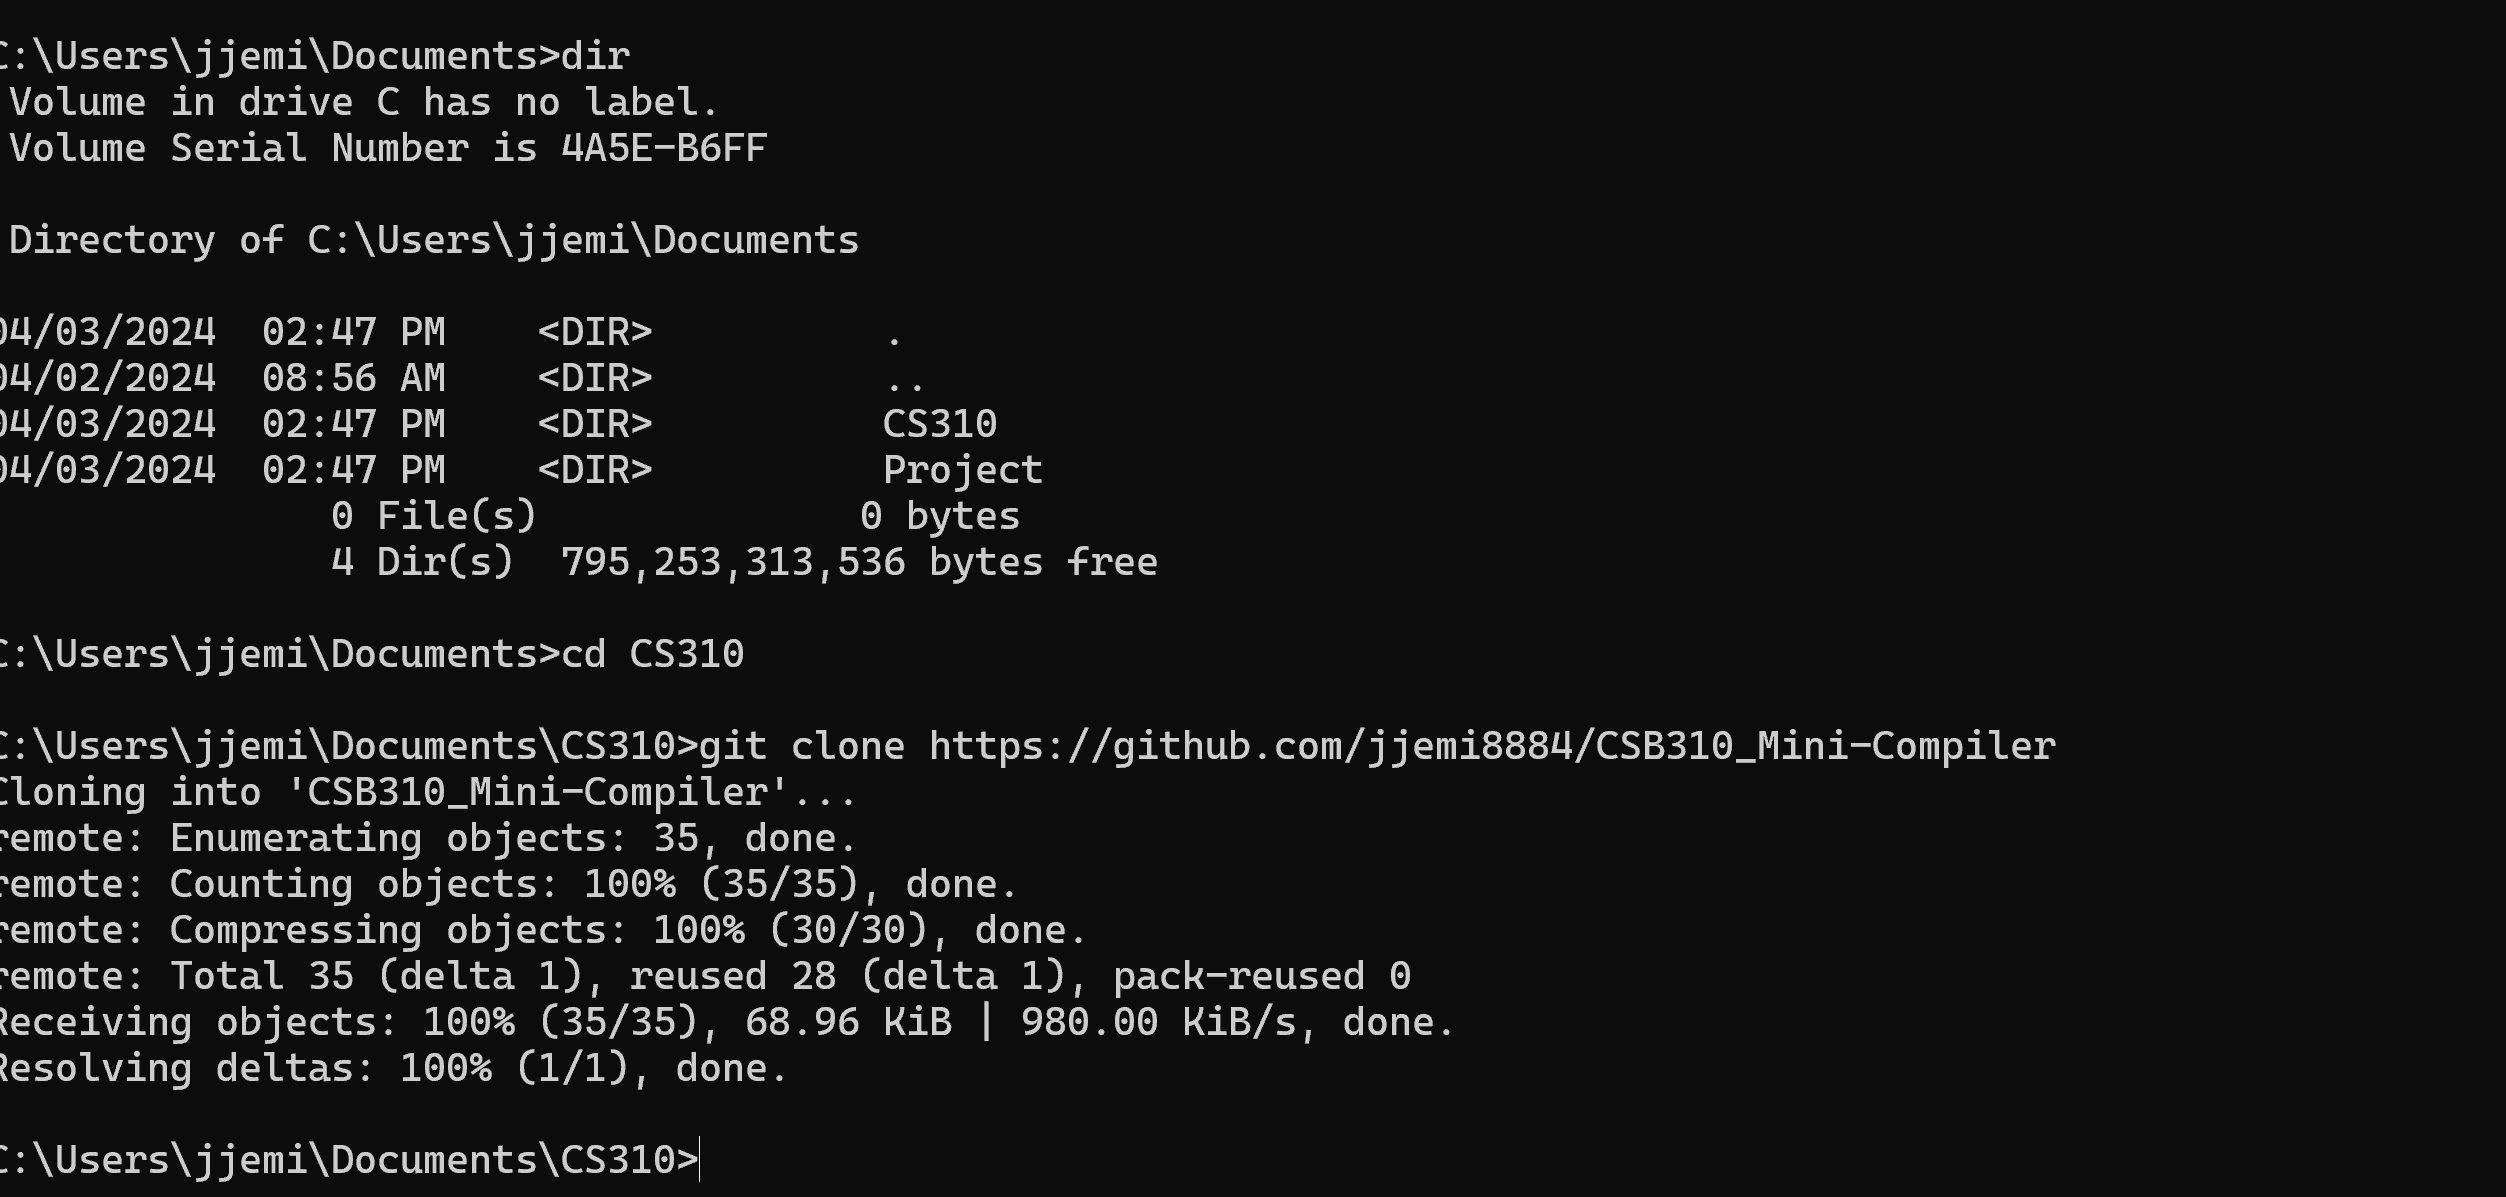 C:\Users\jjemi\Documents>dir
Volume in drive C has no label.
Volume Serial Number is 4A5E-B6FF
Directory of C:\Users\jjemi\Documents
04/03/2024  02:47 PM    <DIR>          .
04/02/2024  08:56 AM    <DIR>          ..
04/03/2024  02:47 PM    <DIR>          CS310
04/03/2024  02:47 PM    <DIR>          Project
0 File(s)              0 bytes
4 Dir(s)  795,253,313,536 bytes free
C:\Users\jjemi\Documents>cd CS310
C:\Users\jjemi\Documents\CS310>git clone https://github.com/jjemi8884/CSB310_Mini-Compiler
Cloning into 'CSB310_Mini-Compiler'...
remote: Enumerating objects: 35, done.
remote: Counting objects: 100% (35/35), done.
remote: Compressing objects: 100% (30/30), done.
remote: Total 35 (delta 1), reused 28 (delta 1), pack-reused 0
Receiving objects: 100% (35/35), 68.96 KiB | 980.00 KiB/s, done.
Resolving deltas: 100% (1/1), done.
C:\Users\jjemi\Documents\CS310>